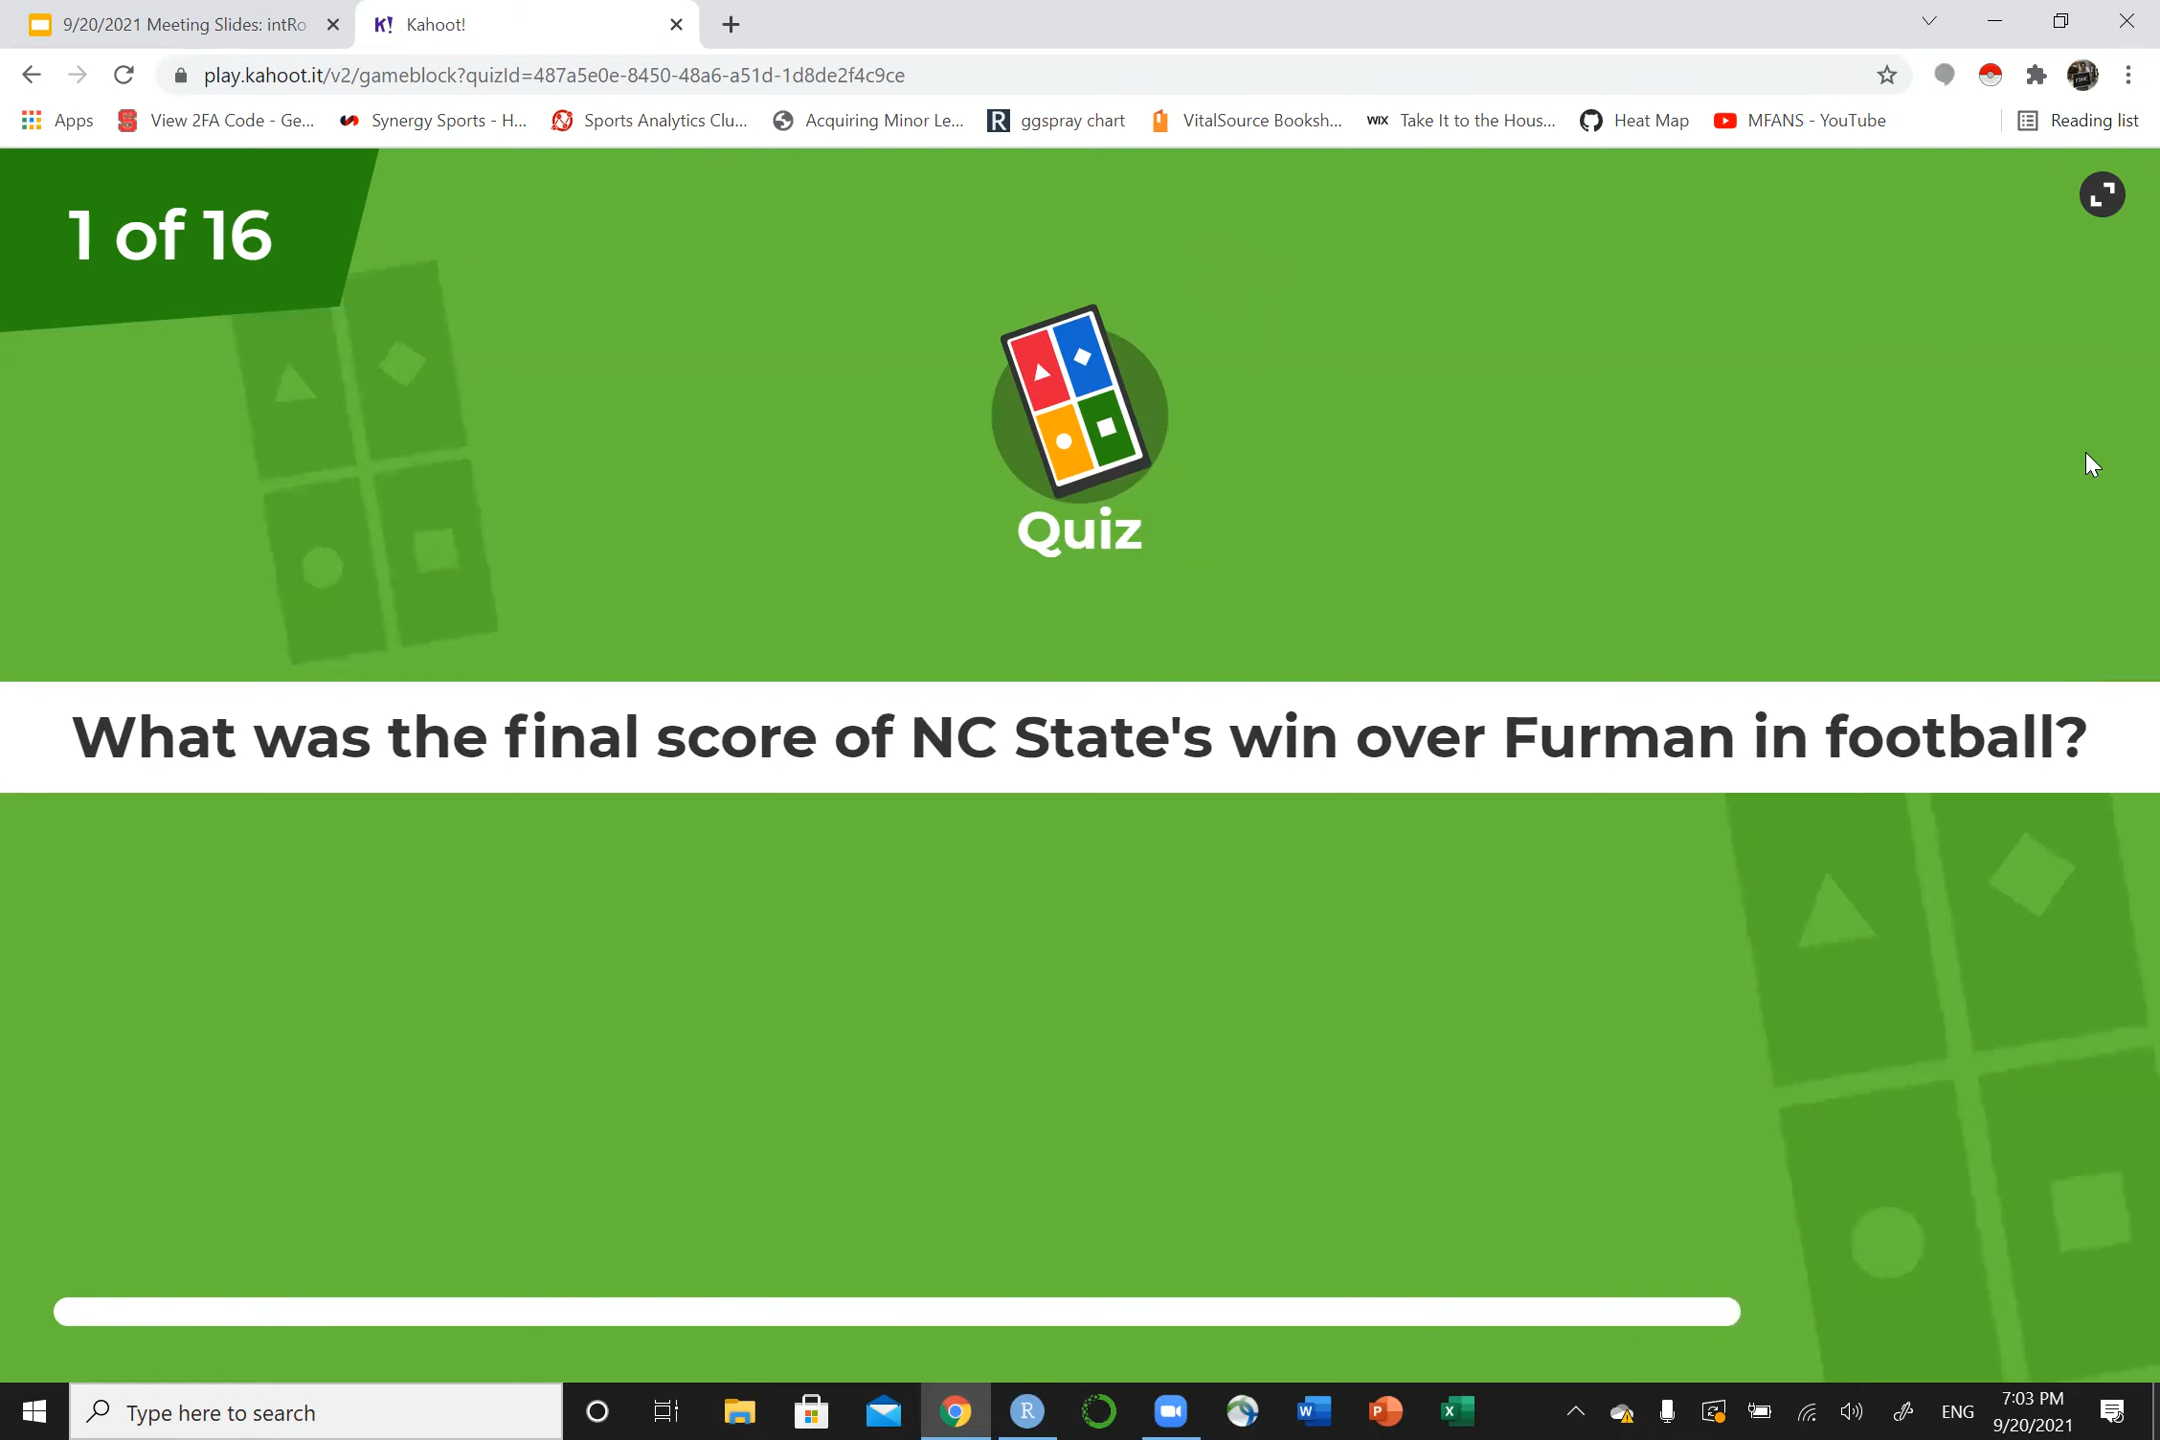 9/20/2021 Meeting Slides: intRo
K! Kahoot!
play.kahoot.it/v2/gameblock?quizId=487a5e0e-8450-48a6-a51d-1d8de2f4c9ce
Apps View 2FA Code - Ge... Synergy Sports - H... Sports Analytics Clu... Acquiring Minor Le... R ggspray chart VitalSource Booksh... WIX Take It to the Hous... Heat Map MFANS - YouTube Reading list
1 of 16
Quiz
What was the final score of NC State's win over Furman in football?
Type here to search
R
W
P
X
ENG
7:03 PM
9/20/2021